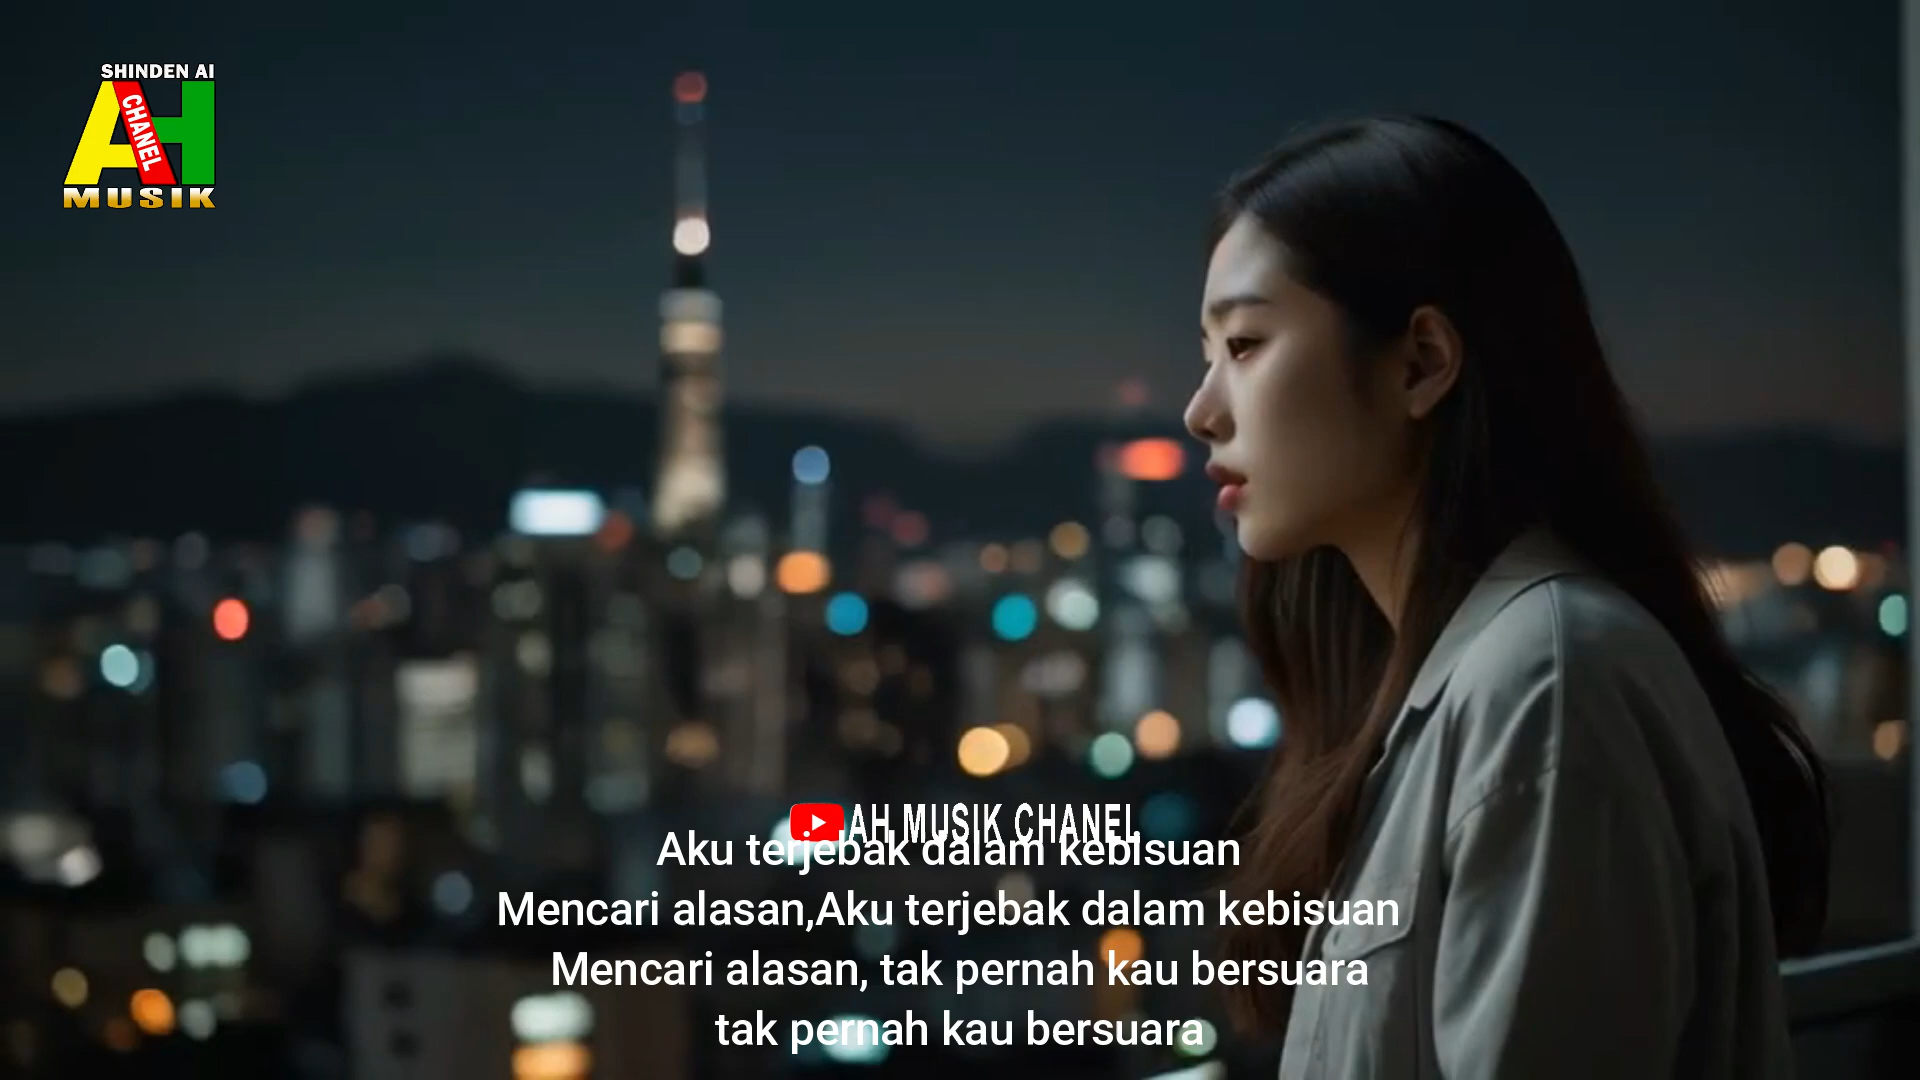 SHINDEN AI
AH
CHANEL
MUSIK
AH MUSIK CHANEL
Aku terjebak dalam kebisuan
Mencari alasan,Aku terjebak dalam kebisuan
Mencari alasan, tak pernah kau bersuara
tak pernah kau bersuara